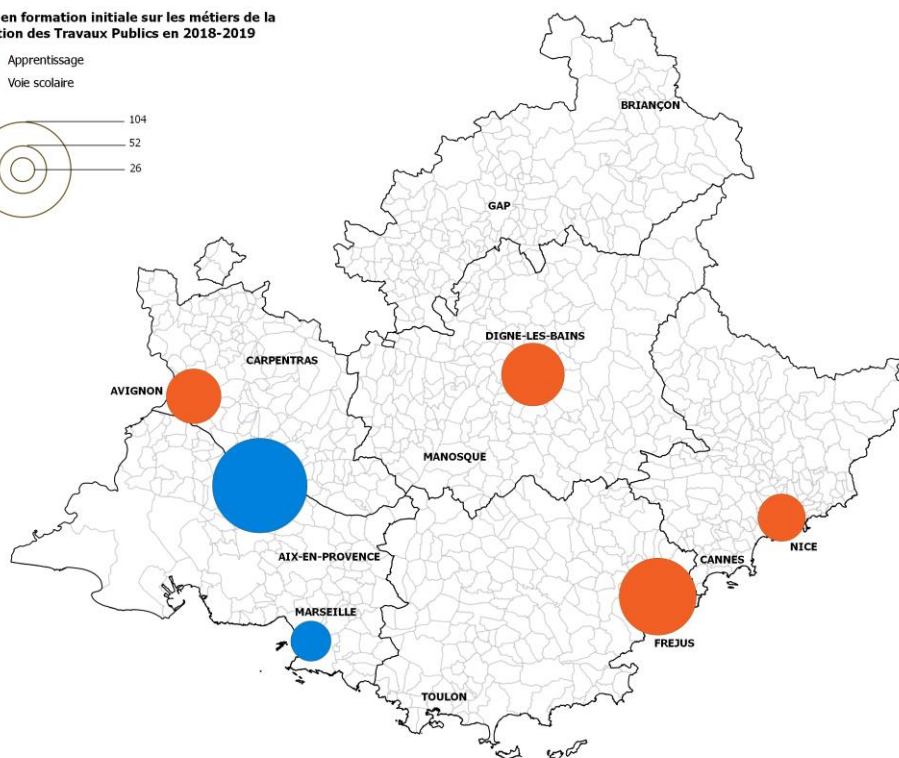 en formation initiale sur les métiers de la
tion des Travaux Publics en 2018-2019
Apprentissage
Voie scolaire
104
52
26
BRIANÇON
GAP
DIGNE-LES-BAINS
CARPENTRAS
AVIGNON
MANOSQUE
AIX-EN-PROVENCE
CANNES
NICE
MARSEILLE
FREJUS
TOULON